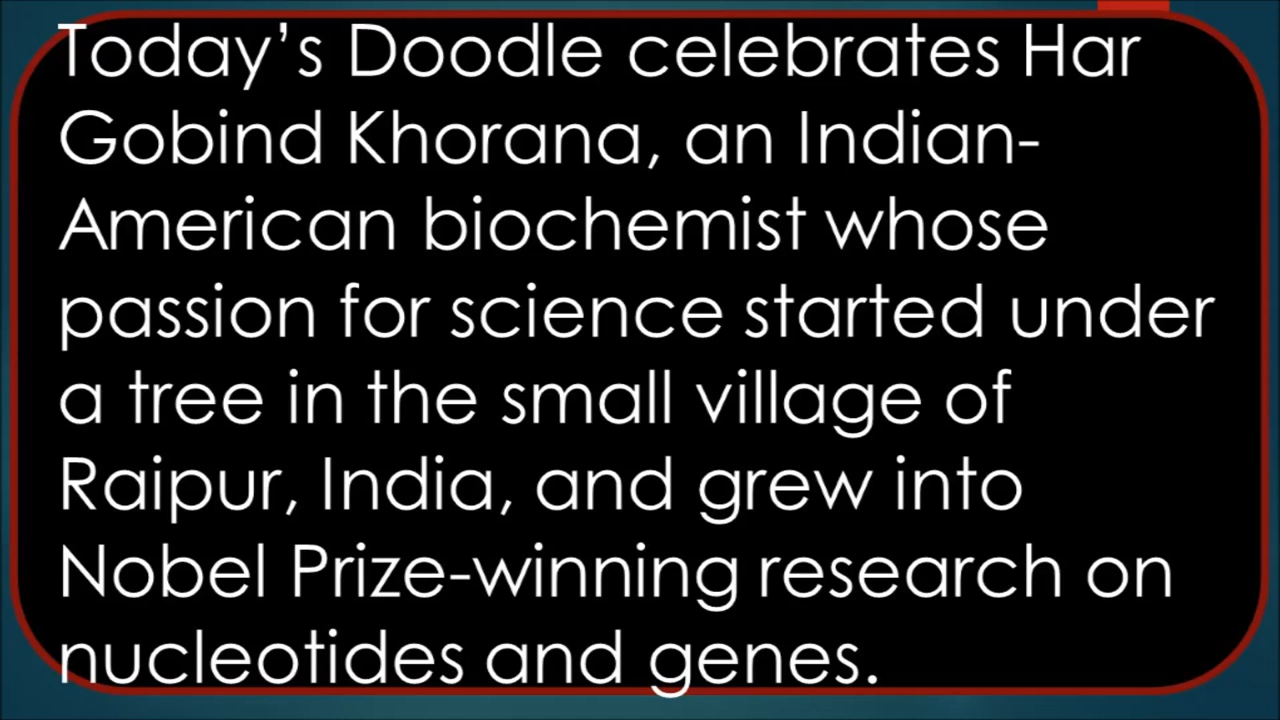 Today’s Doodle celebrates Har
Gobind Khorana, an Indian-
American biochemist whose
passion for science started under
a tree in the small village of
Raipur, India, and grew into
Nobel Prize-winning research on
nucleotides and genes.